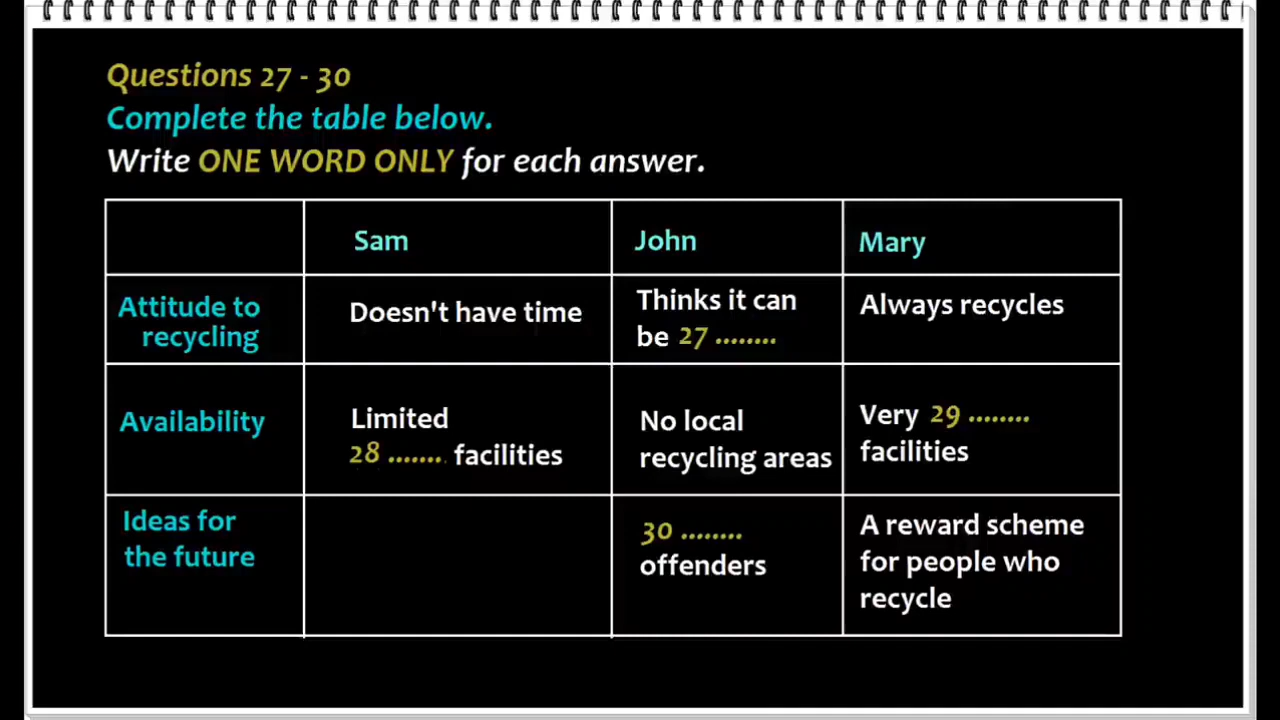 Questions 27 - 30
Complete the table below.
Write ONE WORD ONLY for each answer.
Sam
John
Mary
Attitude to
recycling
Doesn't have time
Thinks it can
be 27 ........
Always recycles
Availability
Limited
28 ........ facilities
No local
recycling areas
Very 29 ........
facilities
Ideas for
the future
30 ........
offenders
A reward scheme
for people who
recycle